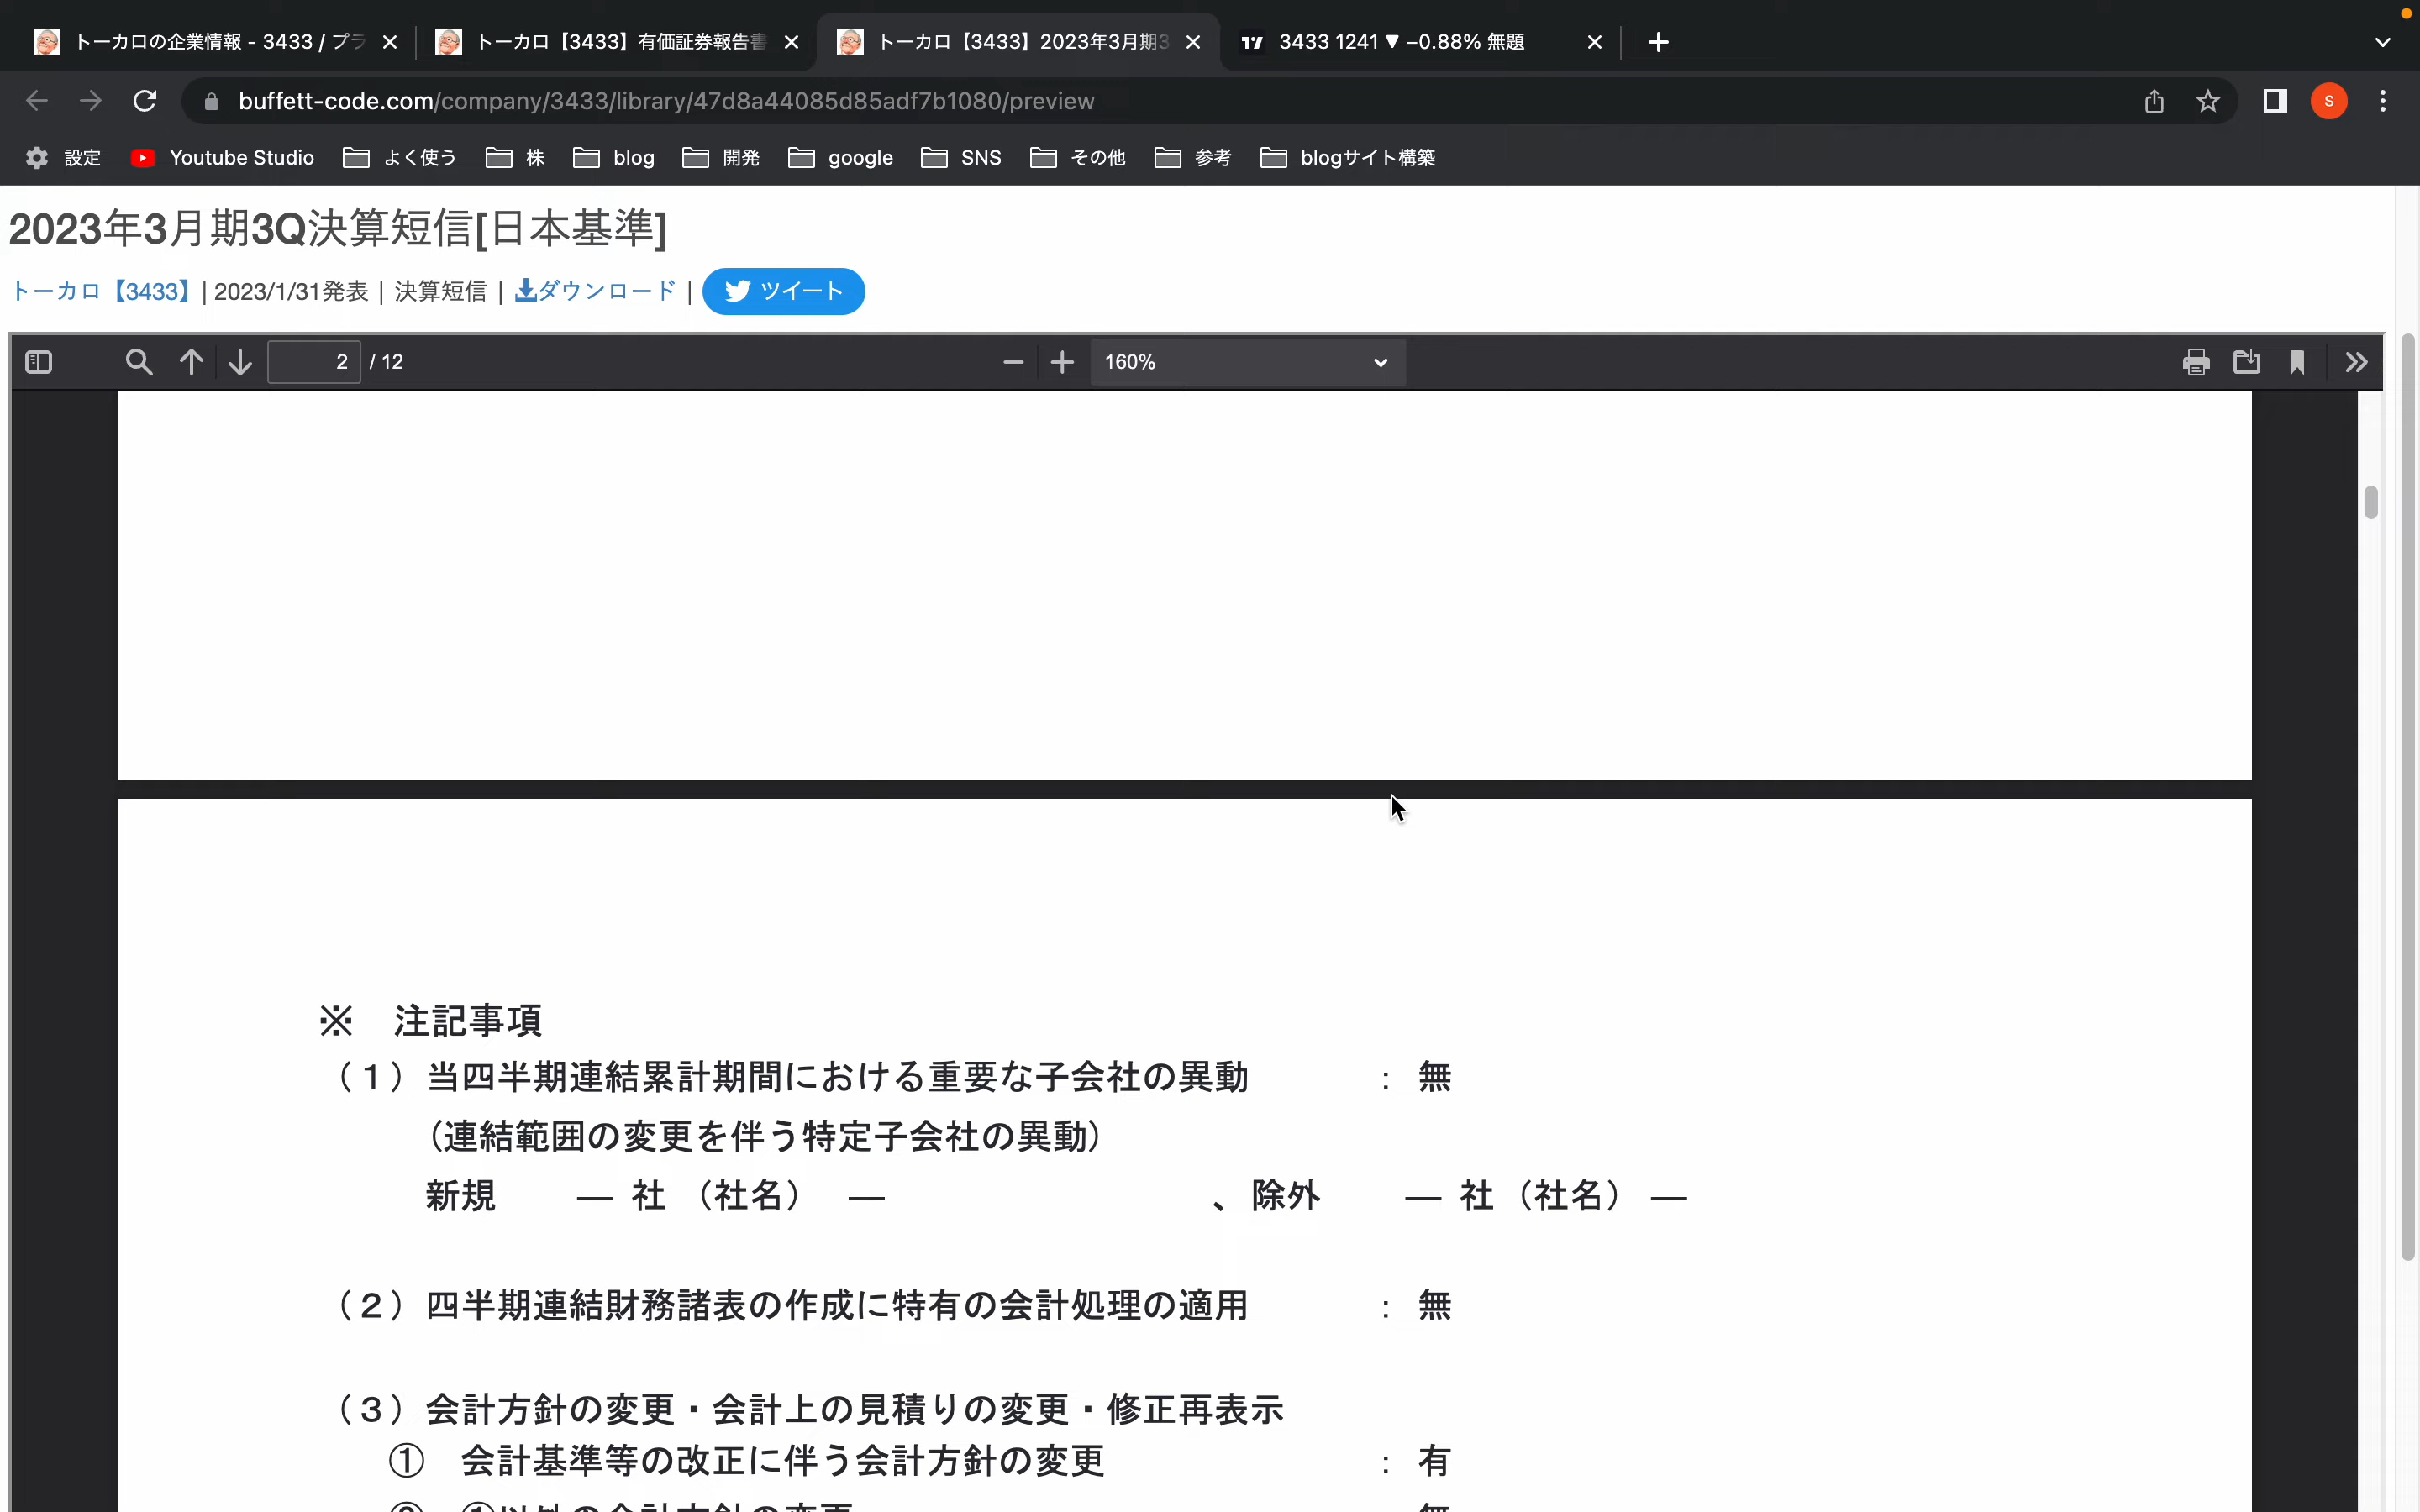 トーカロの企業情報 - 3433 / プラ
トーカロ【3433】有価証券報告書
トーカロ【3433】2023年3月期3
3433 1241 ▼ −0.88% 無題
buffett-code.com/company/3433/library/47d8a44085d85adf7b1080/preview
S
設定 Youtube Studio よく使う 株 blog 開発 google SNS その他 参考 blogサイト構築
2023年3月期3Q決算短信[日本基準]
トーカロ【3433】 | 2023/1/31発表 | 決算短信 | ダウンロード | ツイート
2 / 12 160%
※ 注記事項
（１）当四半期連結累計期間における重要な子会社の異動 ： 無
（連結範囲の変更を伴う特定子会社の異動）
新規 ― 社 （社名） ― 、除外 ― 社（社名） ―
（２）四半期連結財務諸表の作成に特有の会計処理の適用 ： 無
（３）会計方針の変更・会計上の見積りの変更・修正再表示
① 会計基準等の改正に伴う会計方針の変更 ： 有